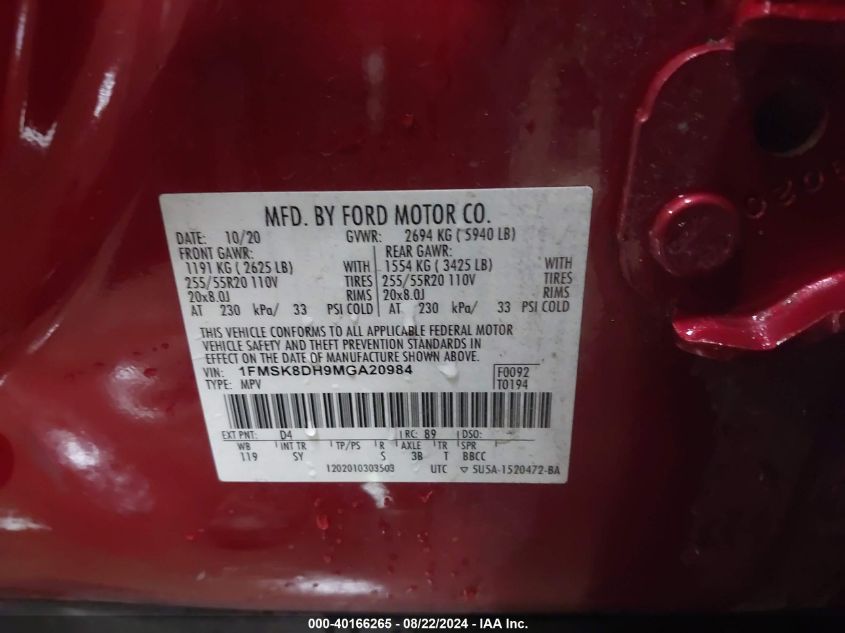 MFD. BY FORD MOTOR CO.
DATE: 10/20 GVWR: 2694 KG ( 5940 LB)
FRONT GAWR: REAR GAWR:
1191 KG ( 2625 LB) WITH 1554 KG ( 3425 LB) WITH
255/55R20 110V TIRES 255/55R20 110V TIRES
20x8.0J RIMS 20x8.0J RIMS
AT 230 kPa/ 33 PSI COLD AT 230 kPa/ 33 PSI COLD
THIS VEHICLE CONFORMS TO ALL APPLICABLE FEDERAL MOTOR
VEHICLE SAFETY AND THEFT PREVENTION STANDARDS IN
EFFECT ON THE DATE OF MANUFACTURE SHOWN ABOVE.
VIN: 1FMSK8DH9MGA20984 F0092
TYPE: MPV T0194
EXT PNT: D4 RC: 89 DSO:
WB INT TR TP/PS R AXLE TR SPR
119 SY S 3B T BBCC
1202010303503 UTC ▽ 5U5A-1520472-BA
000-40166265 - 08/22/2024 - IAAI Inc.